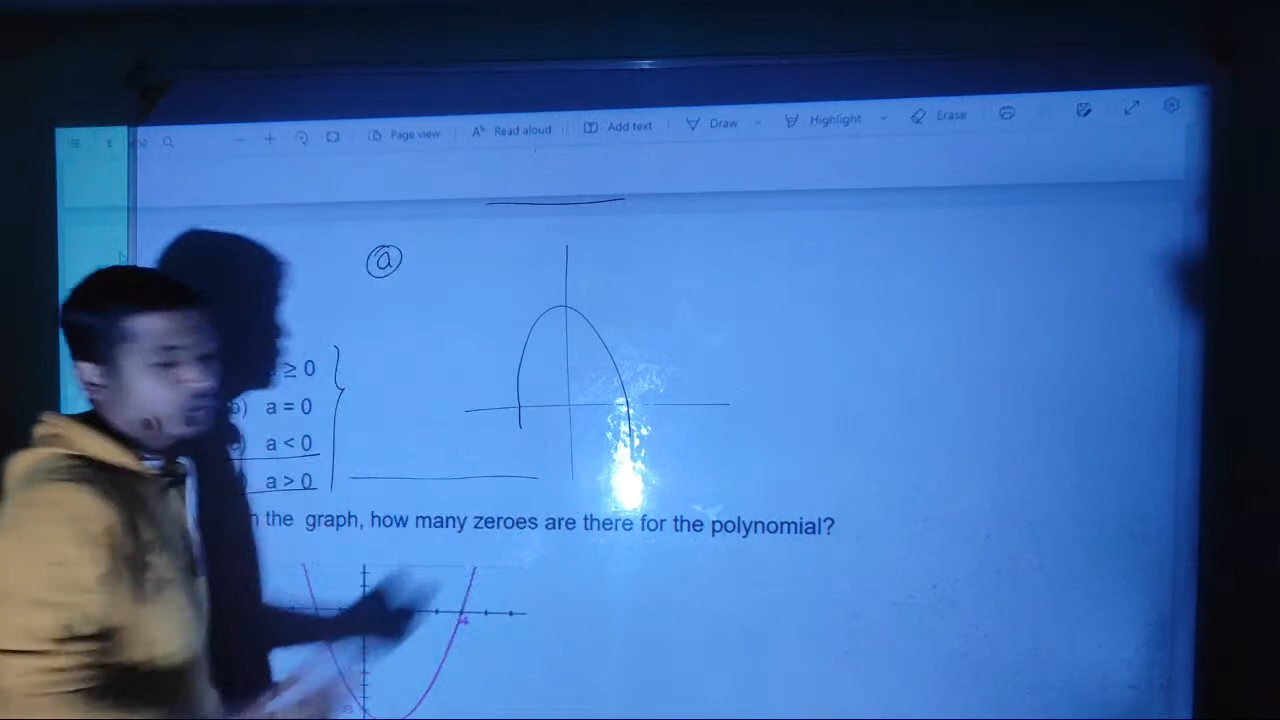 Page view Read aloud Add text Draw Highlight Erase
a
≥ 0
b) a = 0
a < 0
a > 0
the graph, how many zeroes are there for the polynomial?